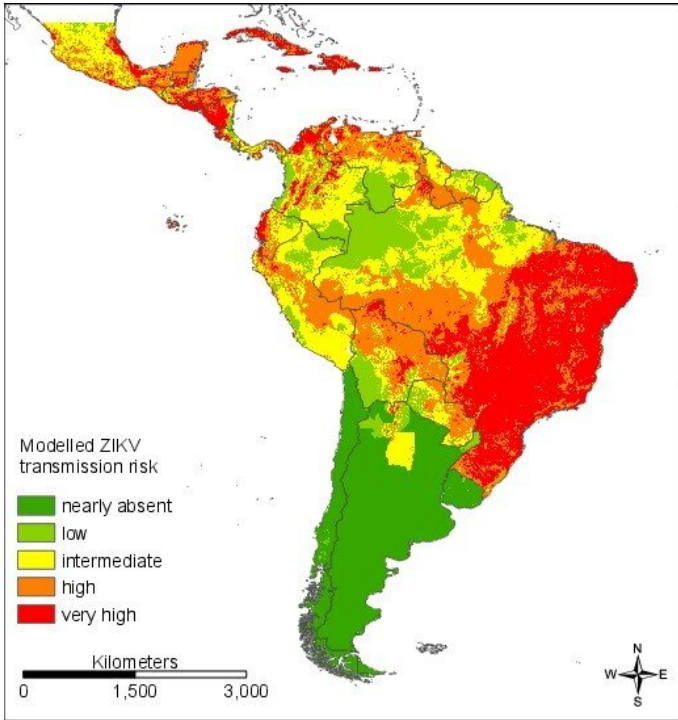 Modelled ZIKV
transmission risk
nearly absent
low
intermediate
high
very high
Kilometers
0 1,500 3,000
N
W E
S